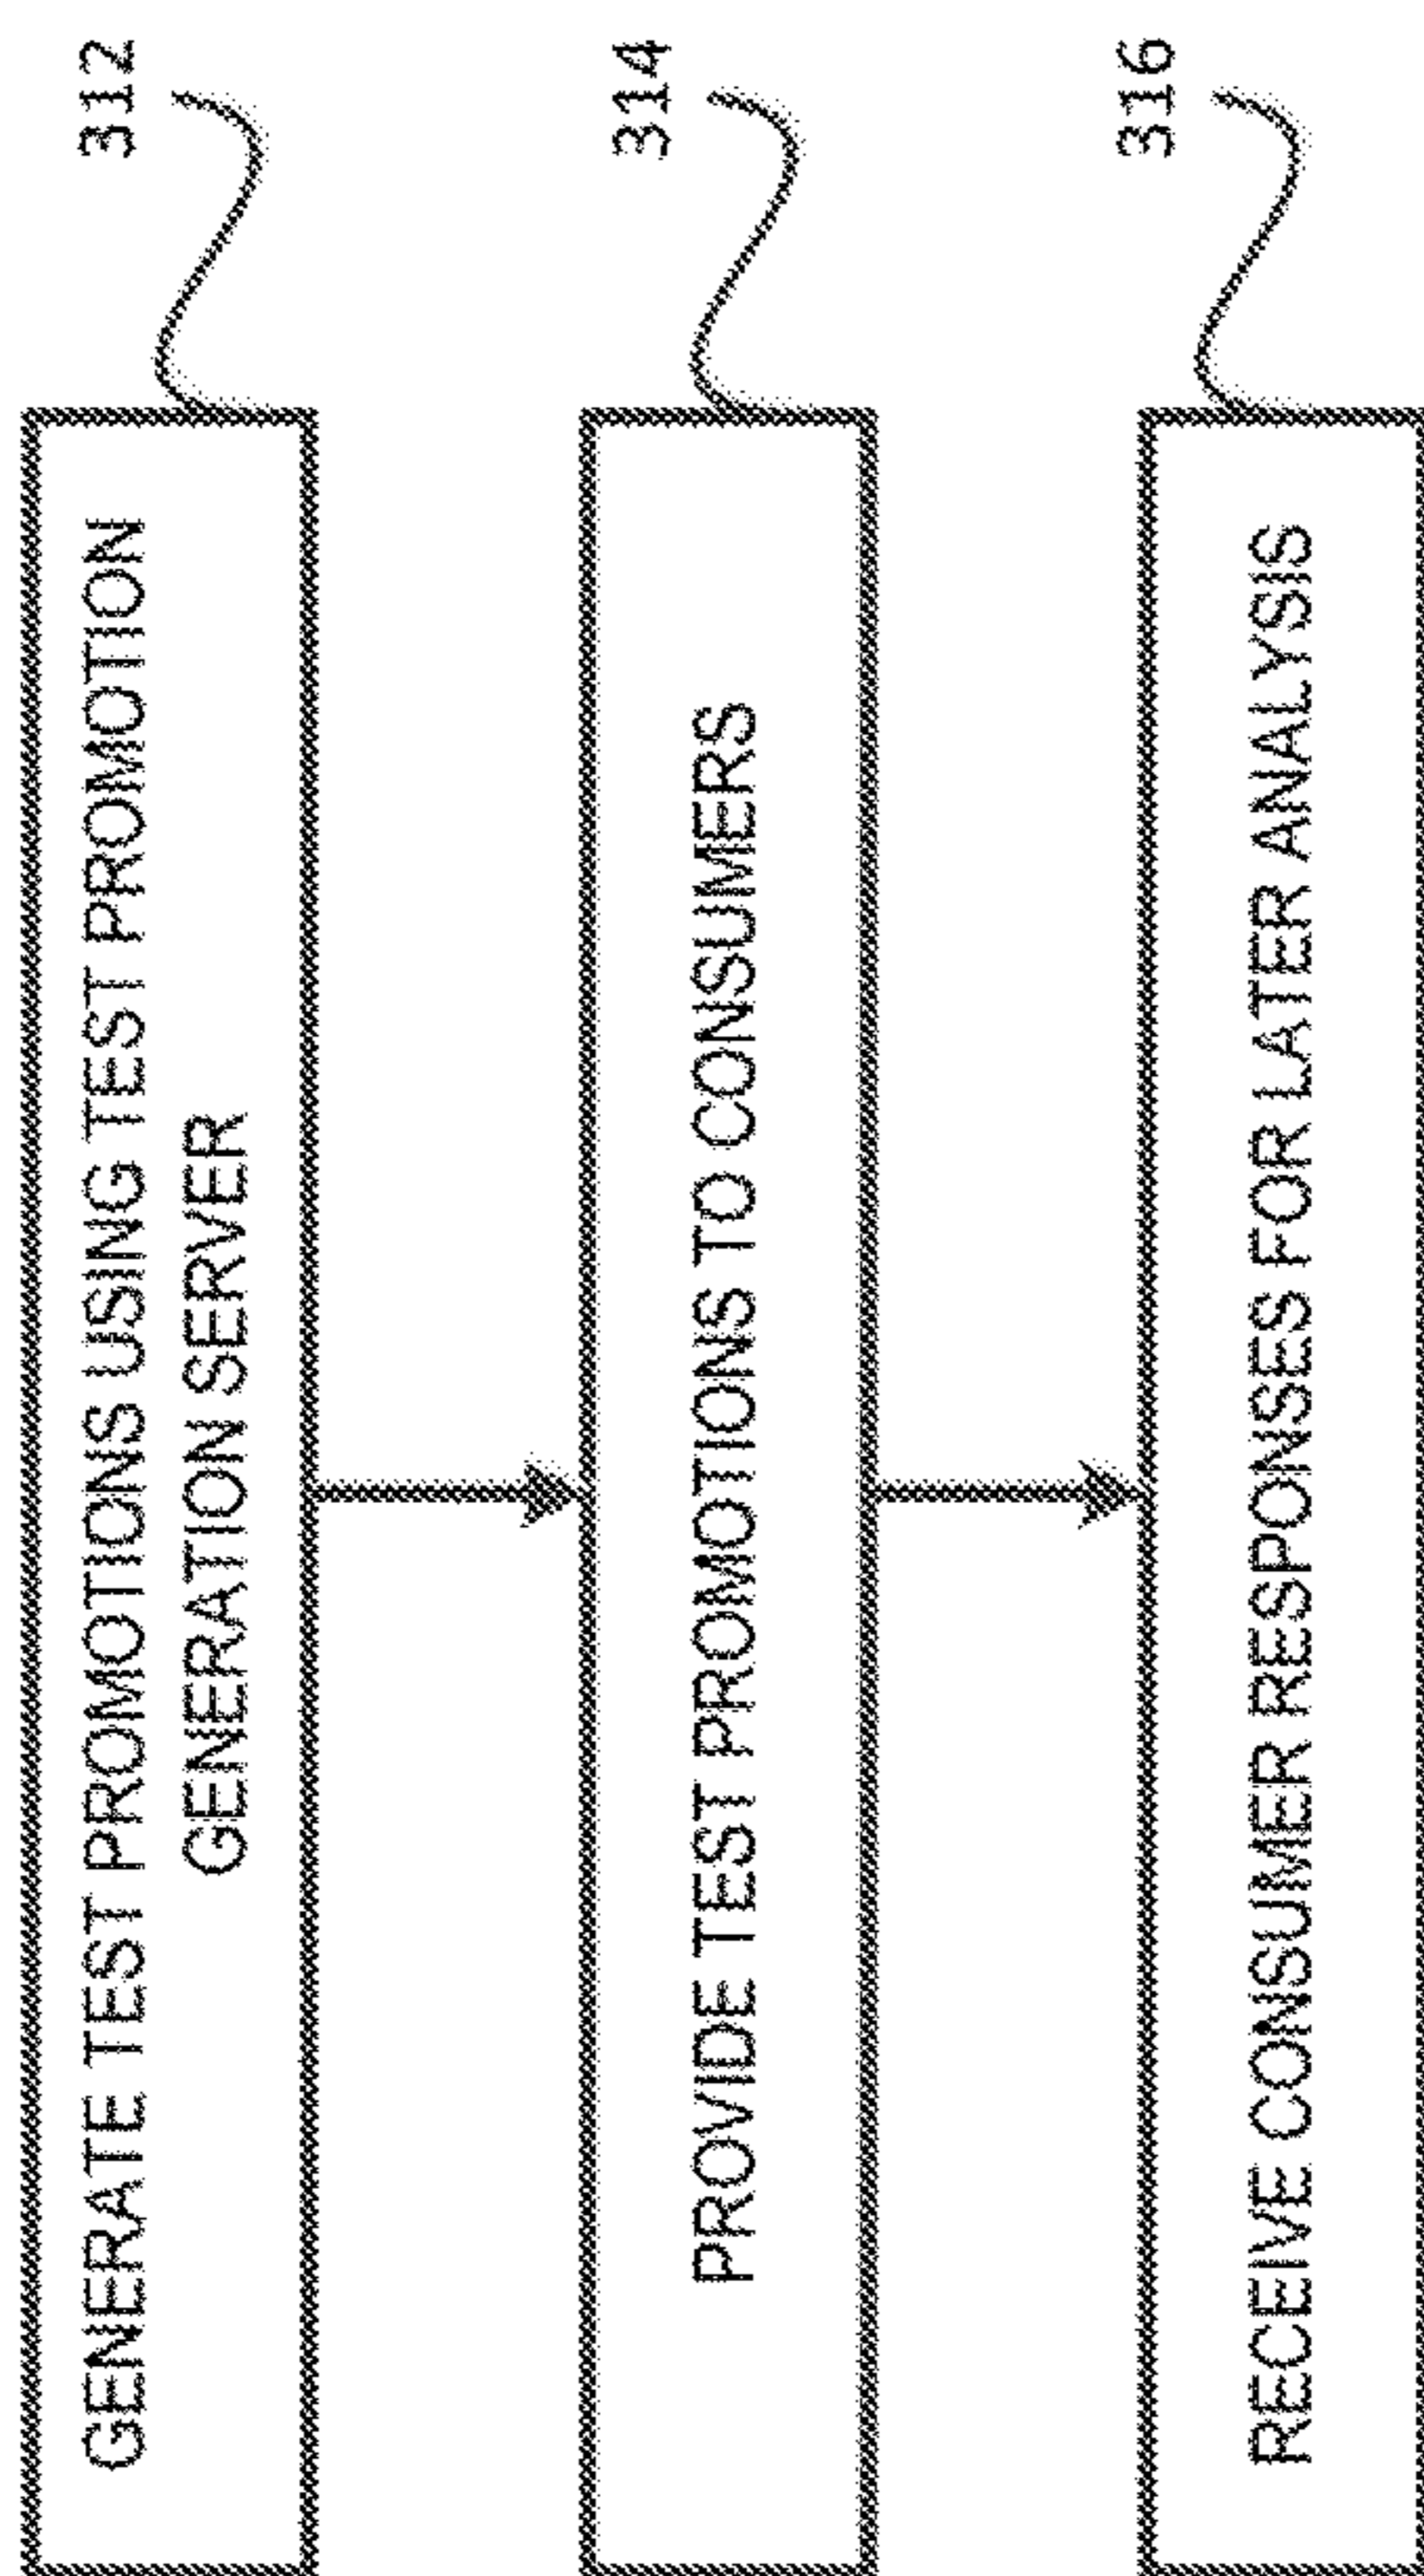 GENERATE TEST PROMOTIONS USING TEST PROMOTION
GENERATION SERVER
312
PROVIDE TEST PROMOTIONS TO CONSUMERS
314
RECEIVE CONSUMER RESPONSES FOR LATER ANALYSIS
316